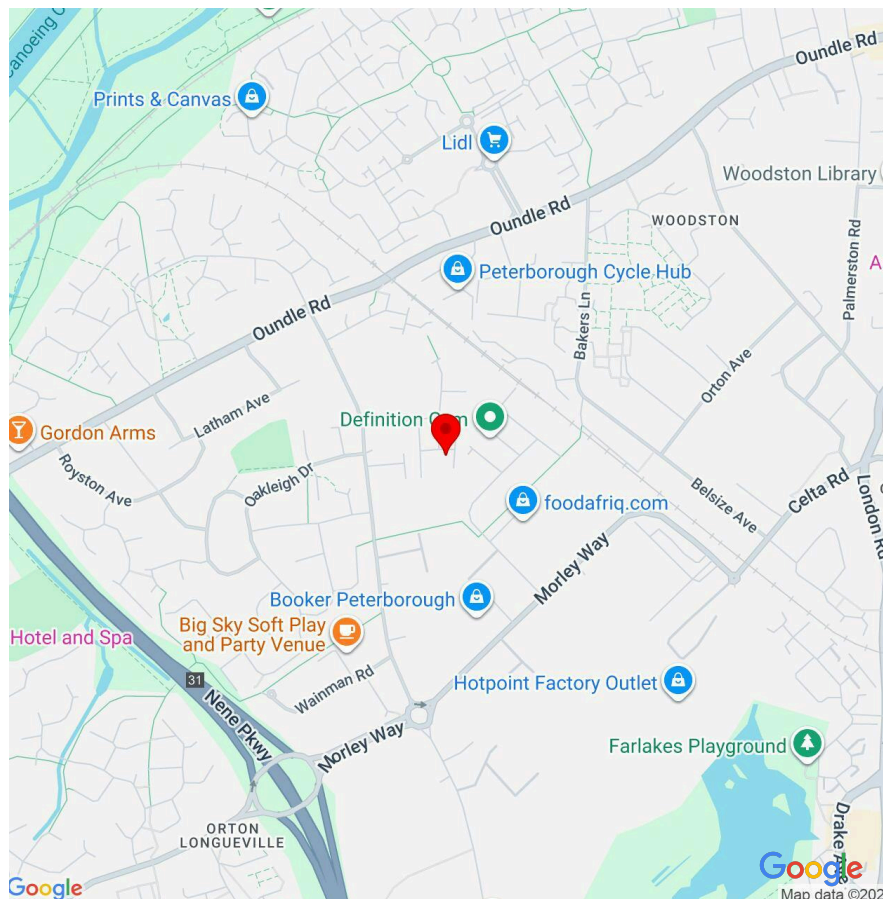 Canoeing C
Oundle Rd
Prints & Canvas
Lidl
Woodston Library
Oundle Rd
WOODSTON
Peterborough Cycle Hub
A
Palmerston Rd
Bakers Ln
Oundle Rd
Orton Ave
Latham Ave
Definition
Gordon Arms
Royston Ave
Oakleigh Dr
Belsize Ave
Celta Rd
London Rd
foodafriq.com
Morley Way
Booker Peterborough
Big Sky Soft Play
and Party Venue
Hotel and Spa
31
Nene Pkwy
Wainman Rd
Hotpoint Factory Outlet
Morley Way
Farlakes Playground
ORTON
LONGUEVILLE
Drake Ave
Google
Google
Map data ©202